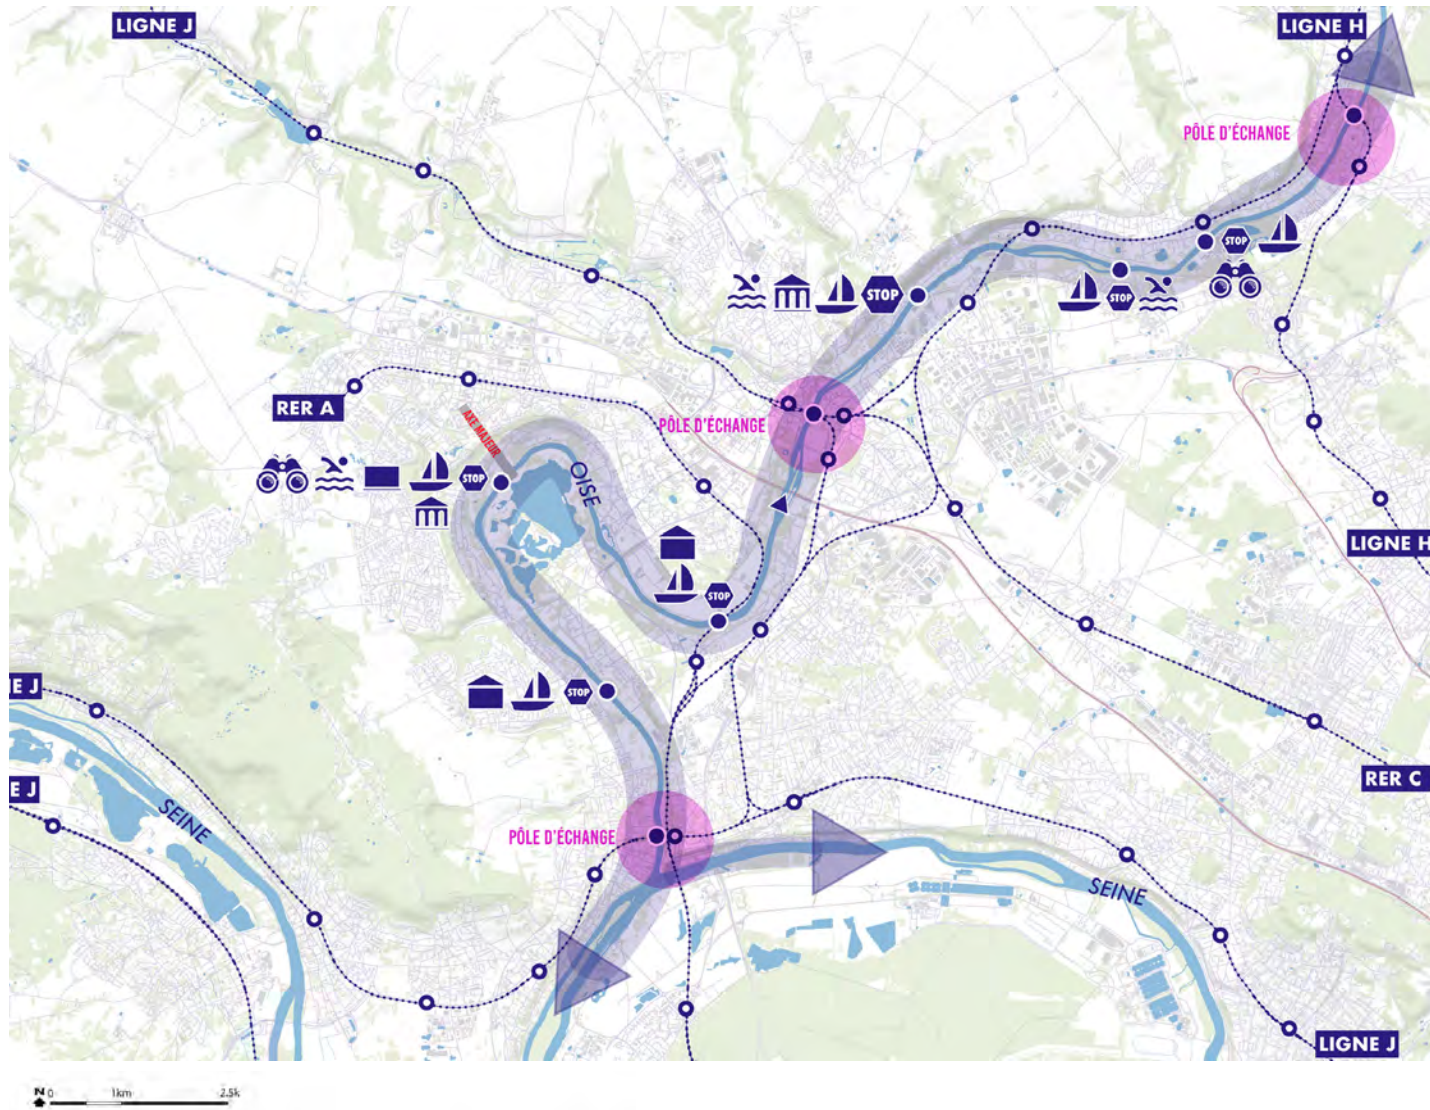 LIGNE J
LIGNE H
PÔLE D'ÉCHANGE
STOP
STOP
STOP
RER A
PÔLE D'ÉCHANGE
AXE MAJEUR
STOP
OISE
LIGNE H
STOP
STOP
E J
RER C
E J
SEINE
PÔLE D'ÉCHANGE
SEINE
LIGNE J
N 0 1km 2.5k